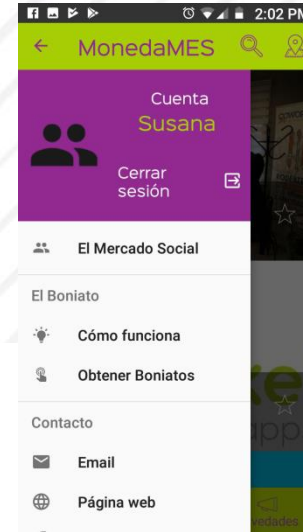 2:02 PM
MonedaMES
Cuenta
Susana
Cerrar
sesión
El Mercado Social
El Boniato
Cómo funciona
Obtener Boniatos
Contacto
Email
Página web